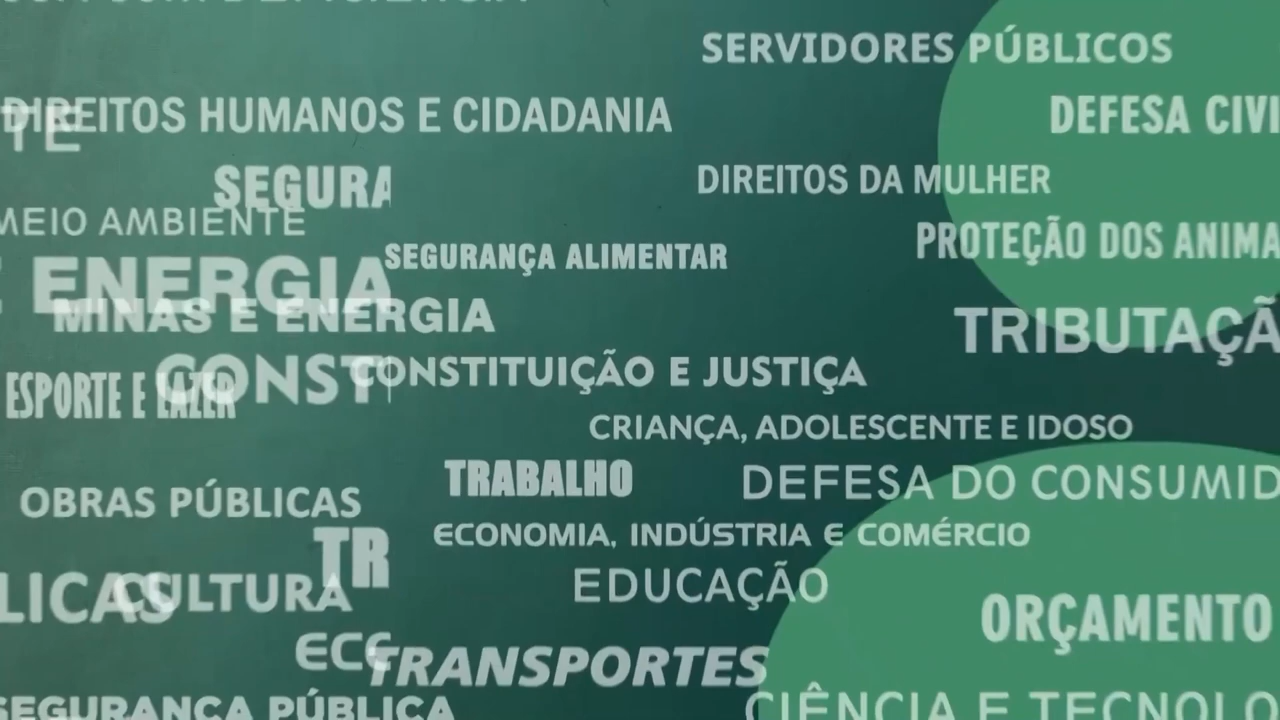 SERVIDORES PÚBLICOS
DIREITOS HUMANOS E CIDADANIA
DEFESA CIVI
TE
SEGURA
DIREITOS DA MULHER
MEIO AMBIENTE
PROTEÇÃO DOS ANIMA
SEGURANÇA ALIMENTAR
E ENERGIA
MINAS E ENERGIA
TRIBUTAÇÃ
CONST
CONSTITUIÇÃO E JUSTIÇA
ESPORTE E LAZER
CRIANÇA, ADOLESCENTE E IDOSO
TRABALHO
DEFESA DO CONSUMID
OBRAS PÚBLICAS
ECONOMIA, INDÚSTRIA E COMÉRCIO
TR
EDUCAÇÃO
LICAS
CULTURA
ORÇAMENTO
ECO
TRANSPORTES
SEGURANÇA PÚBLICA
CIÊNCIA E TECNOLO